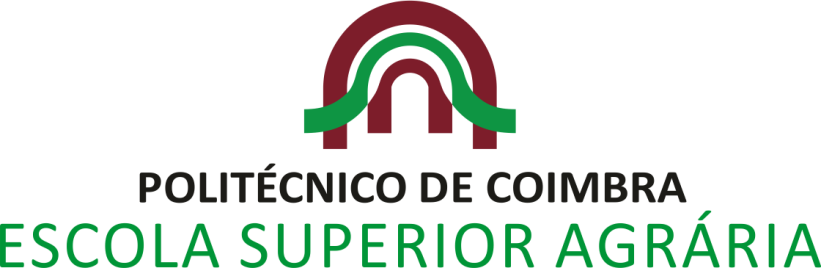 POLITÉCNICO DE COIMBRA
ESCOLA SUPERIOR AGRÁRIA